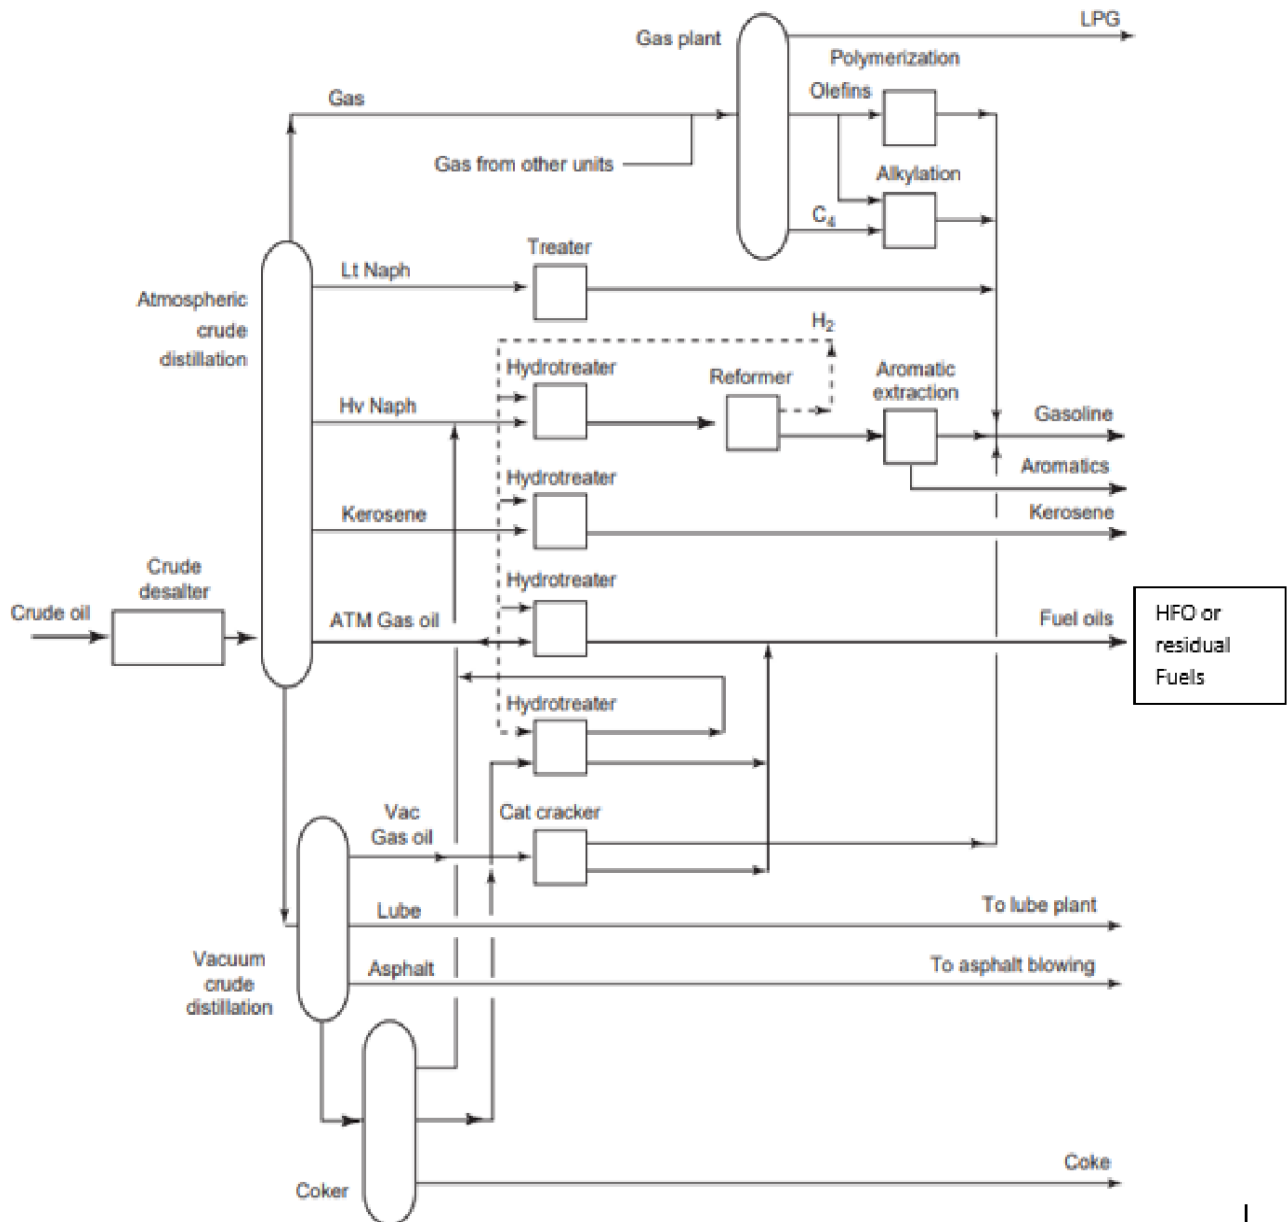 LPG
Gas plant
Polymerization
Olefins
Gas
Gas from other units
Alkylation
C₄
Treater
Lt Naph
Atmospheric
crude
distillation
H₂
Hydrotreater
Reformer
Aromatic
extraction
Hv Naph
Gasoline
Aromatics
Hydrotreater
Kerosene
Kerosene
Crude
desalter
Hydrotreater
Crude oil
ATM Gas oil
Fuel oils
HFO or
residual
Fuels
Hydrotreater
Vac
Gas oil
Cat cracker
Lube
To lube plant
Vacuum
crude
distillation
Asphalt
To asphalt blowing
Coker
Coke